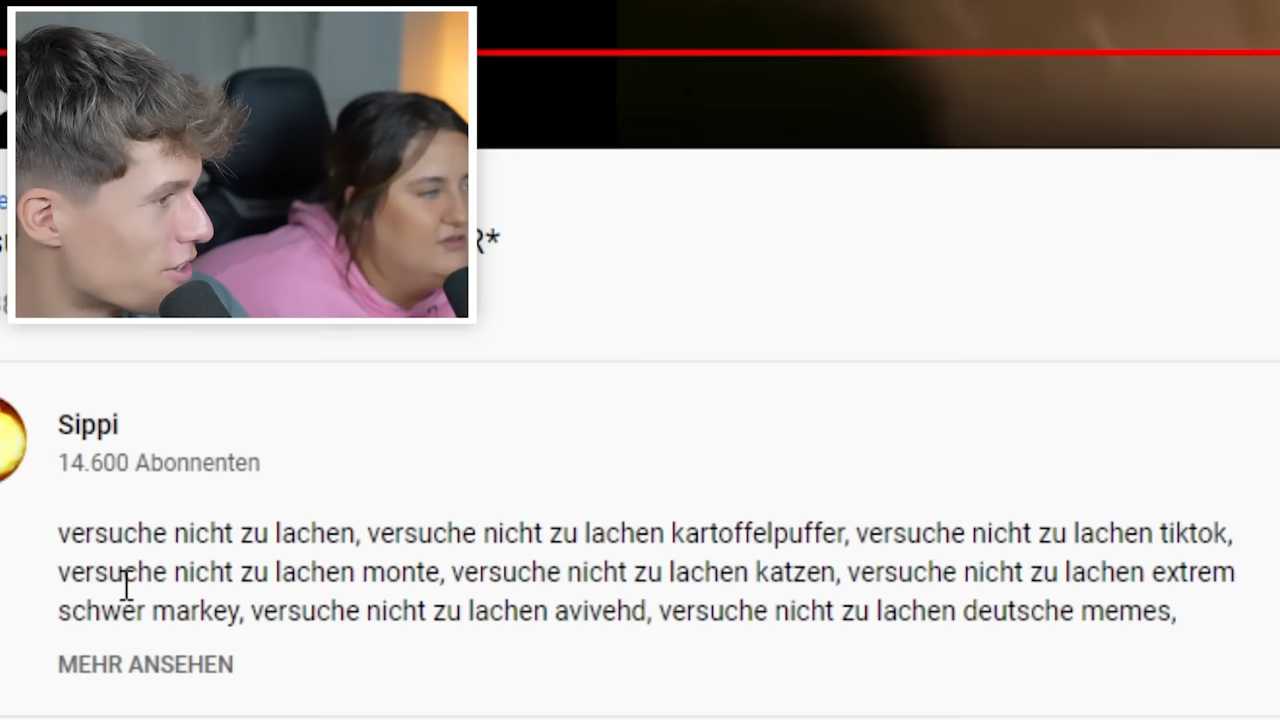 R*
Sippi
14.600 Abonnenten
versuche nicht zu lachen, versuche nicht zu lachen kartoffelpuffer, versuche nicht zu lachen tiktok,
versuche nicht zu lachen monte, versuche nicht zu lachen katzen, versuche nicht zu lachen extrem
schwer markey, versuche nicht zu lachen avivehd, versuche nicht zu lachen deutsche memes,
MEHR ANSEHEN